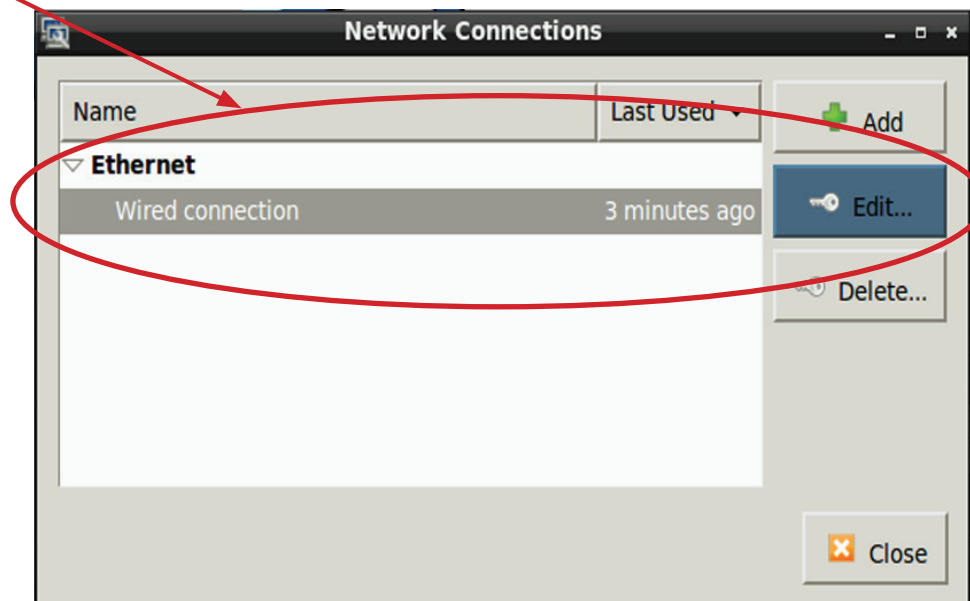 Network Connections
Name Last Used
Add
Ethernet
Wired connection 3 minutes ago
Edit...
Delete...
Close